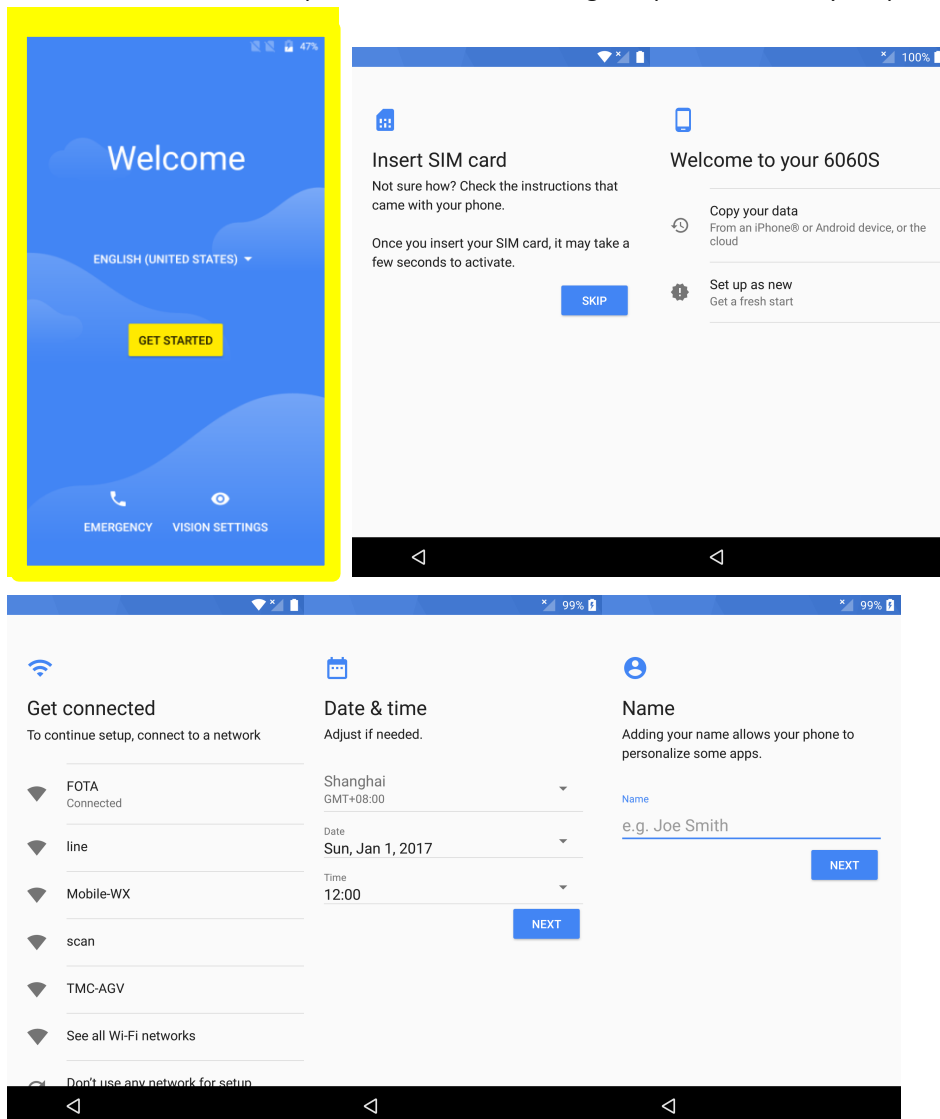 47%
Welcome
ENGLISH (UNITED STATES)
GET STARTED
EMERGENCY VISION SETTINGS
Insert SIM card
Not sure how? Check the instructions that
came with your phone.
Once you insert your SIM card, it may take a
few seconds to activate.
SKIP
100%
Welcome to your 6060S
Copy your data
From an iPhone® or Android device, or the
cloud
Set up as new
Get a fresh start
Get connected
To continue setup, connect to a network
FOTA
Connected
line
Mobile-WX
scan
TMC-AGV
See all Wi-Fi networks
Don't use any network for setup
99%
Date & time
Adjust if needed.
Shanghai
GMT+08:00
Date
Sun, Jan 1, 2017
Time
12:00
NEXT
99%
Name
Adding your name allows your phone to
personalize some apps.
Name
e.g. Joe Smith
NEXT